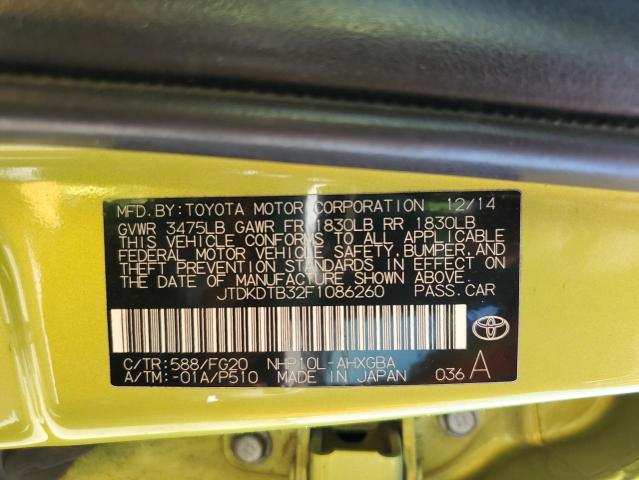 MFD.BY:TOYOTA MOTOR CORPORATION 12/14
GVWR 3475LB GAWR FR 1830LB RR 1830LB
THIS VEHICLE CONFORMS TO ALL APPLICABLE
FEDERAL MOTOR VEHICLE SAFETY,BUMPER,AND
THEFT PREVENTION STANDARDS IN EFFECT ON
THE DATE OF MANUFACTURE SHOWN ABOVE.
JTDKDTB32F1086260 PASS.CAR
C/TR:588/FG20 NHP10L-AHXGBA
A/TM:-01A/P510 MADE IN JAPAN 036 A